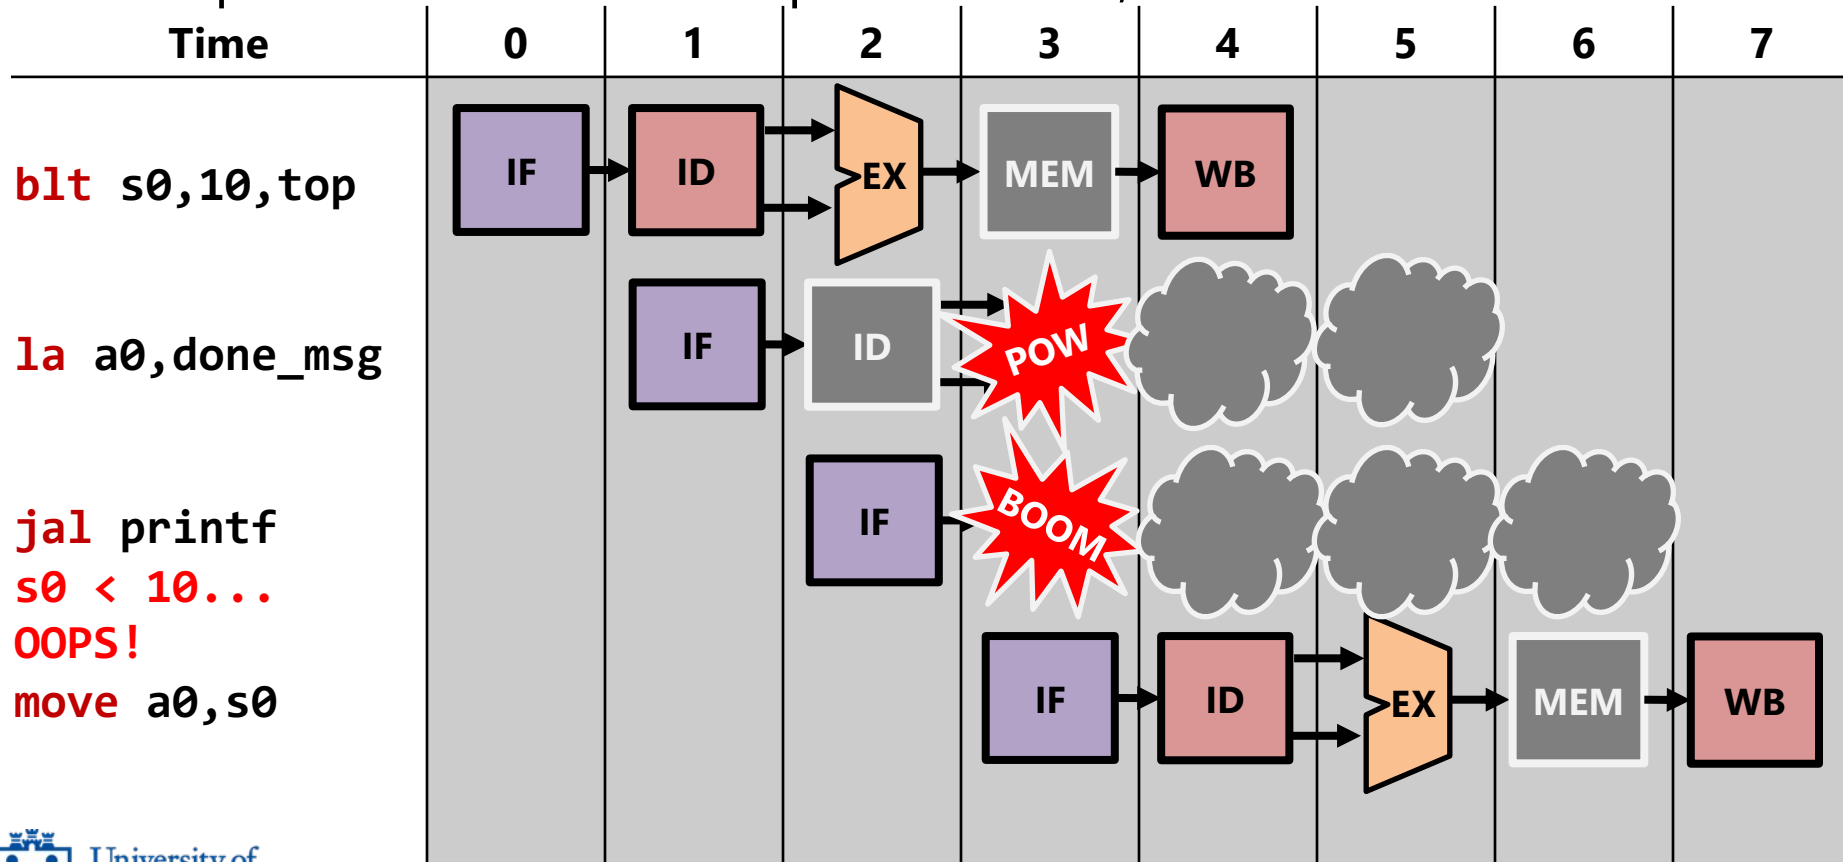 Time 0 1 2 3 4 5 6 7
blt s0,10,top IF ID EX MEM WB
la a0,done_msg IF ID POW
jal printf IF BOOM
s0 < 10...
OOPS!
move a0,s0 IF ID EX MEM WB
University of